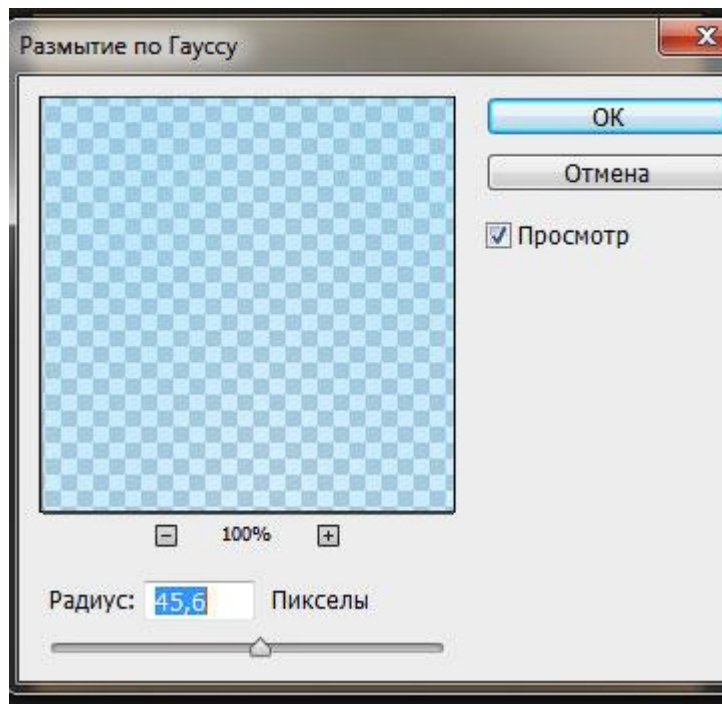 Размытие по Гауссу
OK
Отмена
Просмотр
100%
Радиус: 45,6 Пикселы